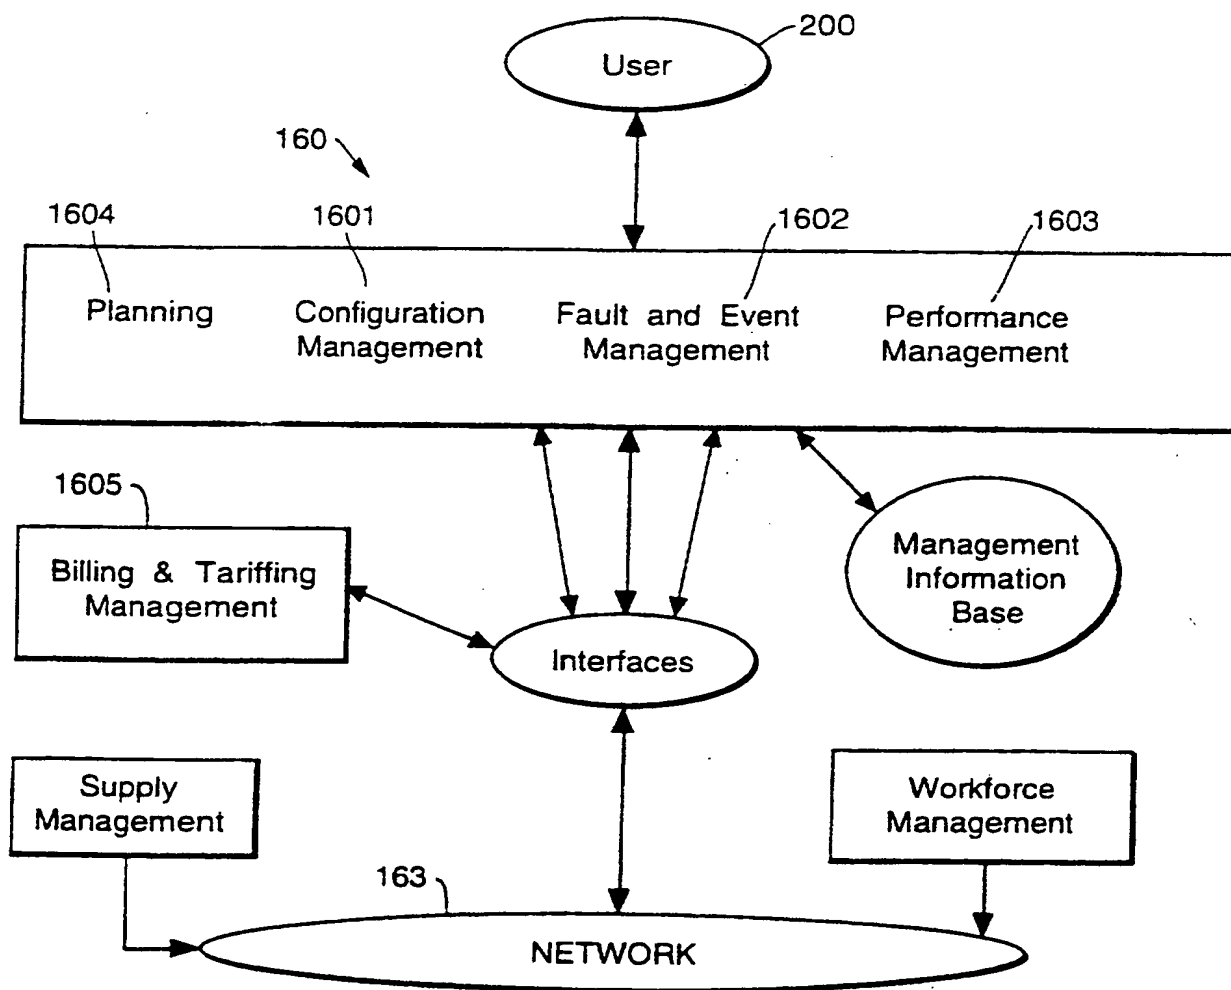 200
User
160
1604
1601
1602
1603
Planning
Configuration
Management
Fault and Event
Management
Performance
Management
1605
Billing & Tariffing
Management
Management
Information
Base
Interfaces
Supply
Management
Workforce
Management
163
NETWORK